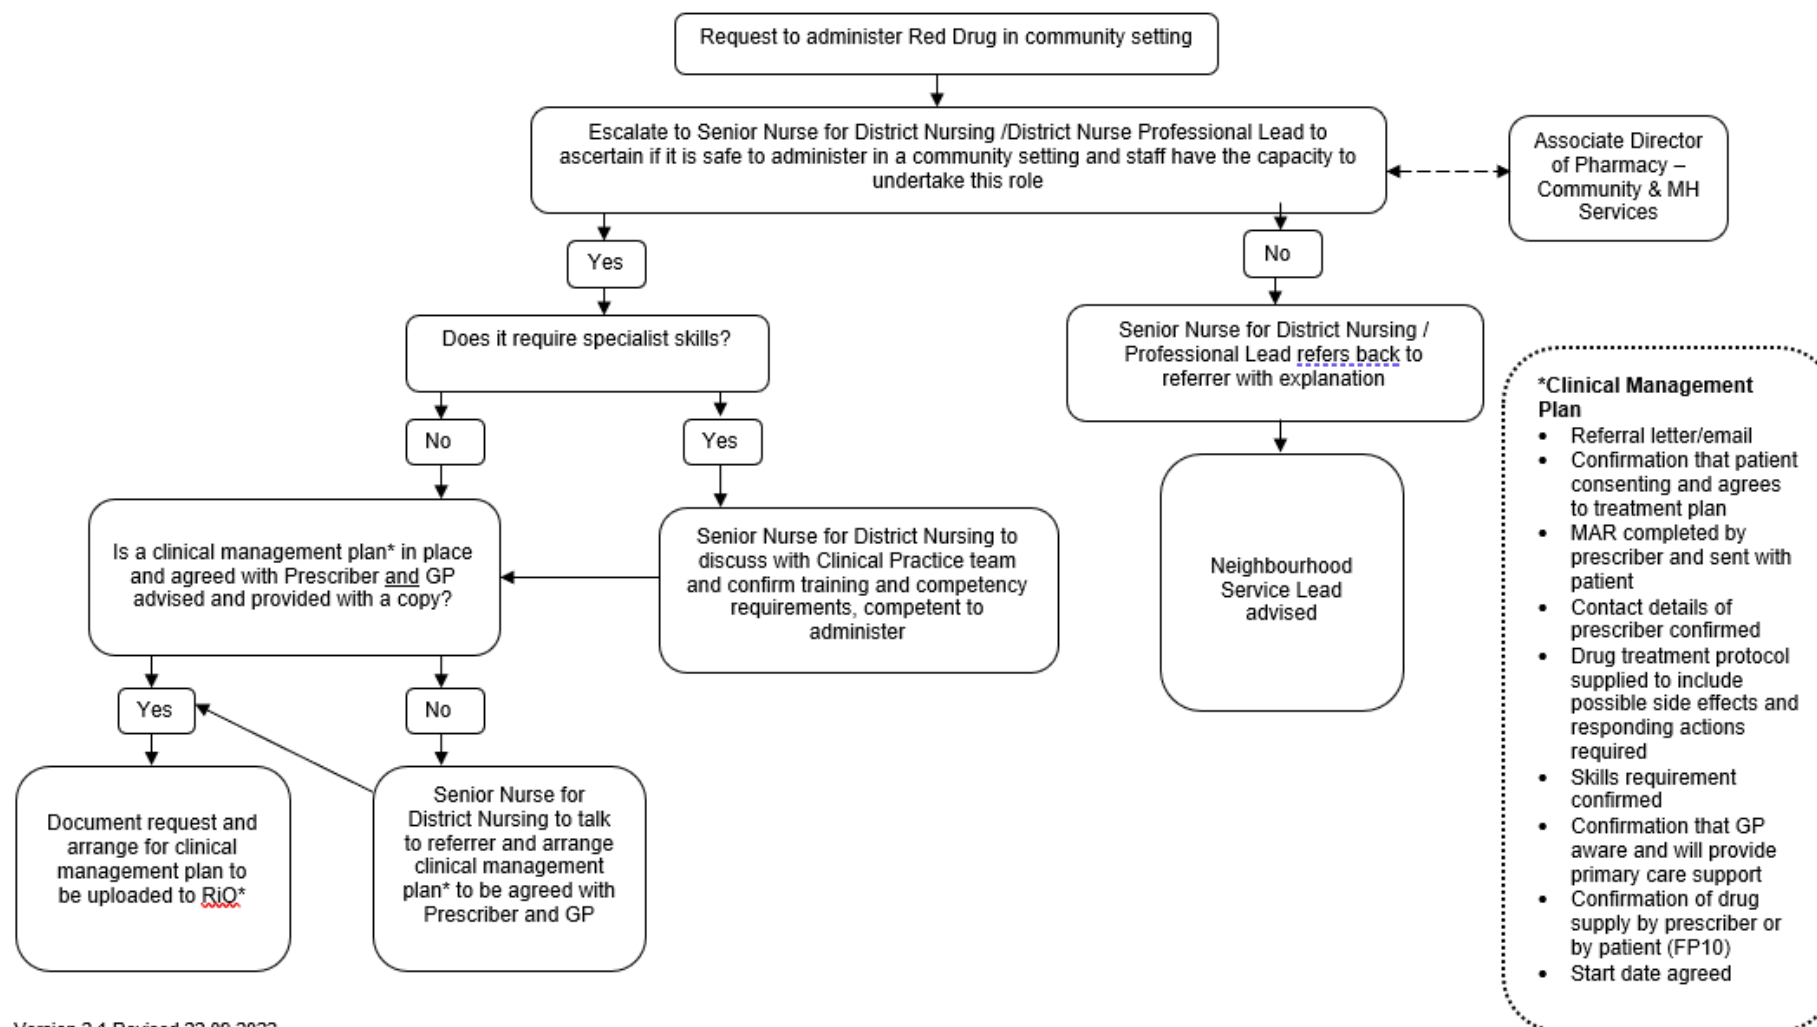 Request to administer Red Drug in community setting
Escalate to Senior Nurse for District Nursing /District Nurse Professional Lead to
ascertain if it is safe to administer in a community setting and staff have the capacity to
undertake this role
Associate Director
of Pharmacy –
Community & MH
Services
Yes
No
Does it require specialist skills?
Senior Nurse for District Nursing /
Professional Lead refers back to
referrer with explanation
No
Yes
Is a clinical management plan* in place
and agreed with Prescriber and GP
advised and provided with a copy?
Senior Nurse for District Nursing to
discuss with Clinical Practice team
and confirm training and competency
requirements, competent to
administer
Neighbourhood
Service Lead
advised
Yes
No
Document request and
arrange for clinical
management plan to
be uploaded to RiO*
Senior Nurse for
District Nursing to talk
to referrer and arrange
clinical management
plan* to be agreed with
Prescriber and GP
*Clinical Management
Plan
• Referral letter/email
• Confirmation that patient
consenting and agrees
to treatment plan
• MAR completed by
prescriber and sent with
patient
• Contact details of
prescriber confirmed
• Drug treatment protocol
supplied to include
possible side effects and
responding actions
required
• Skills requirement
confirmed
• Confirmation that GP
aware and will provide
primary care support
• Confirmation of drug
supply by prescriber or
by patient (FP10)
• Start date agreed
Version Revised